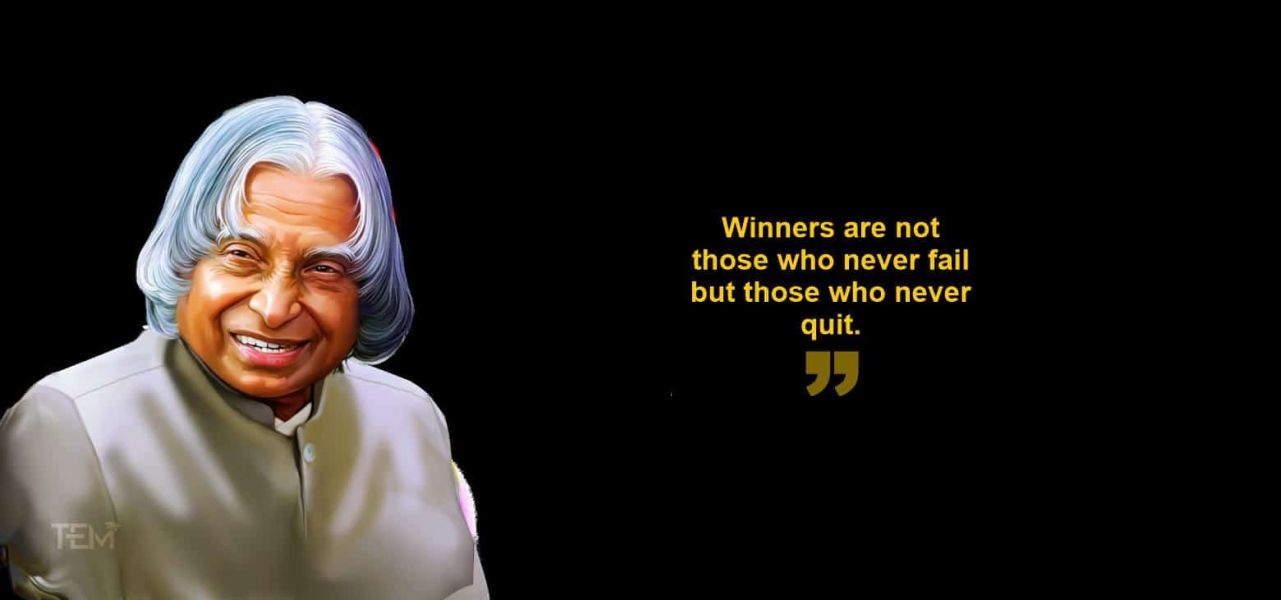 Winners are not
those who never fail
but those who never
quit.
”
TEM